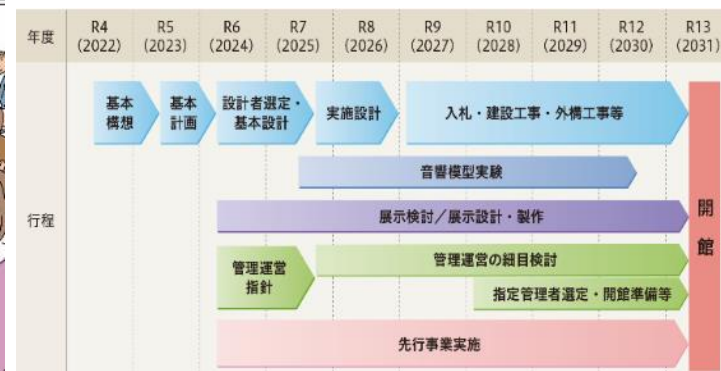 年度
R4
(2022)
R5
(2023)
R6
(2024)
R7
(2025)
R8
(2026)
R9
(2027)
R10
(2028)
R11
(2029)
R12
(2030)
R13
(2031)
行程
基本
構想
基本
計画
設計者選定・
基本設計
実施設計
入札・建設工事・外構工事等
音響模型実験
展示検討／展示設計・製作
管理運営
指針
管理運営の細目検討
指定管理者選定・開館準備等
先行事業実施
開
館